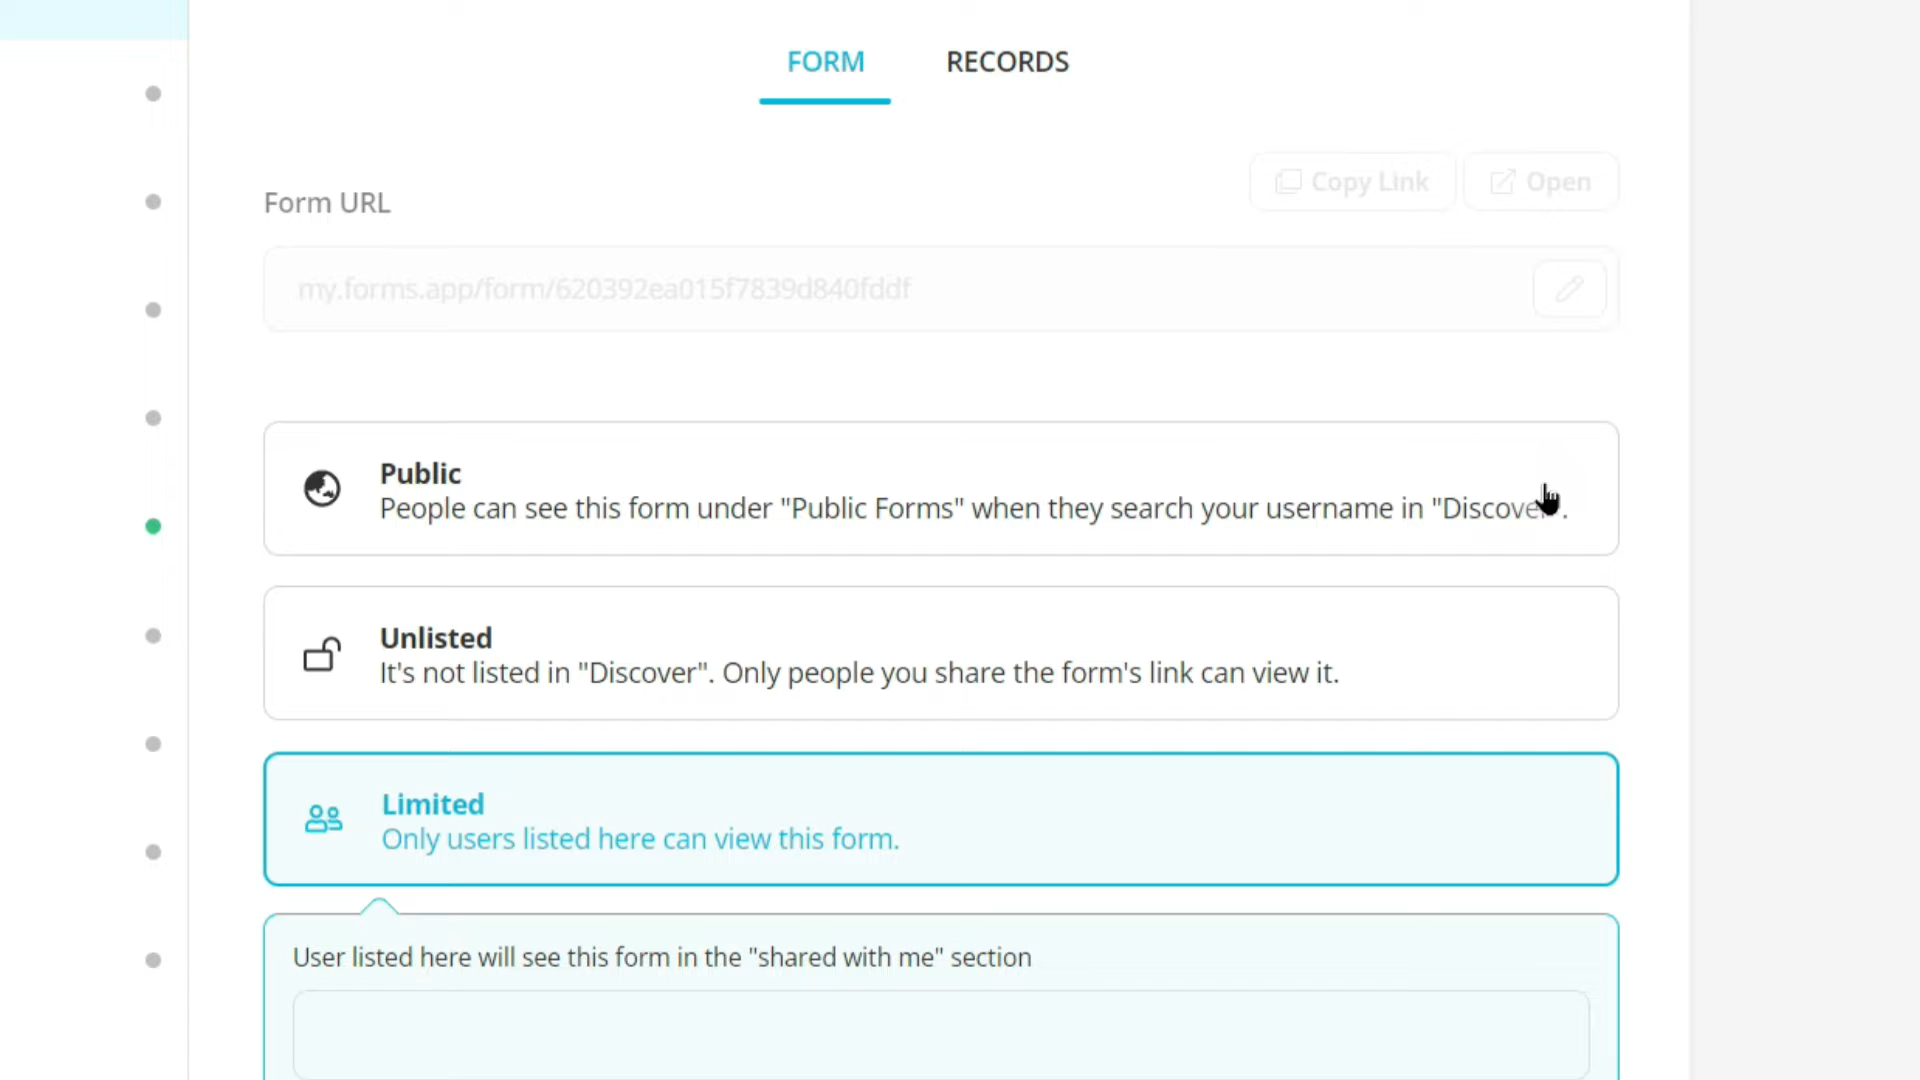 FORM RECORDS
Copy Link Open
Form URL
my.forms.app/form/620392ea015f7839d840fddf
Public
People can see this form under "Public Forms" when they search your username in "Discover".
Unlisted
It's not listed in "Discover". Only people you share the form's link can view it.
Limited
Only users listed here can view this form.
User listed here will see this form in the "shared with me" section